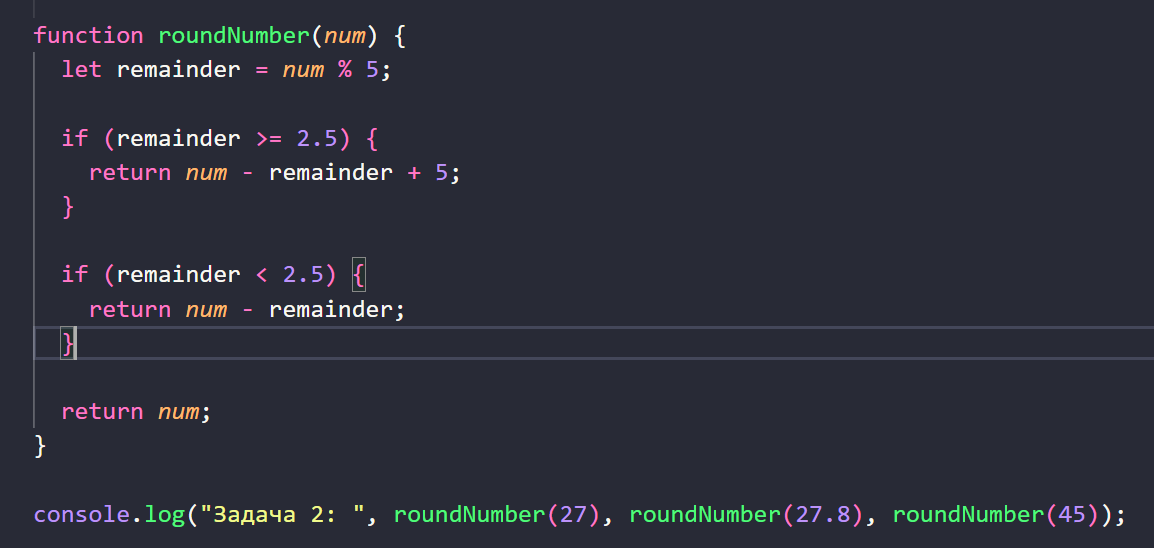 function roundNumber(num) {
let remainder = num % 5;
if (remainder >= 2.5) {
return num - remainder + 5;
}
if (remainder < 2.5) {
return num - remainder;
}
return num;
}
console.log("Задача 2: ", roundNumber(27), roundNumber(27.8), roundNumber(45));